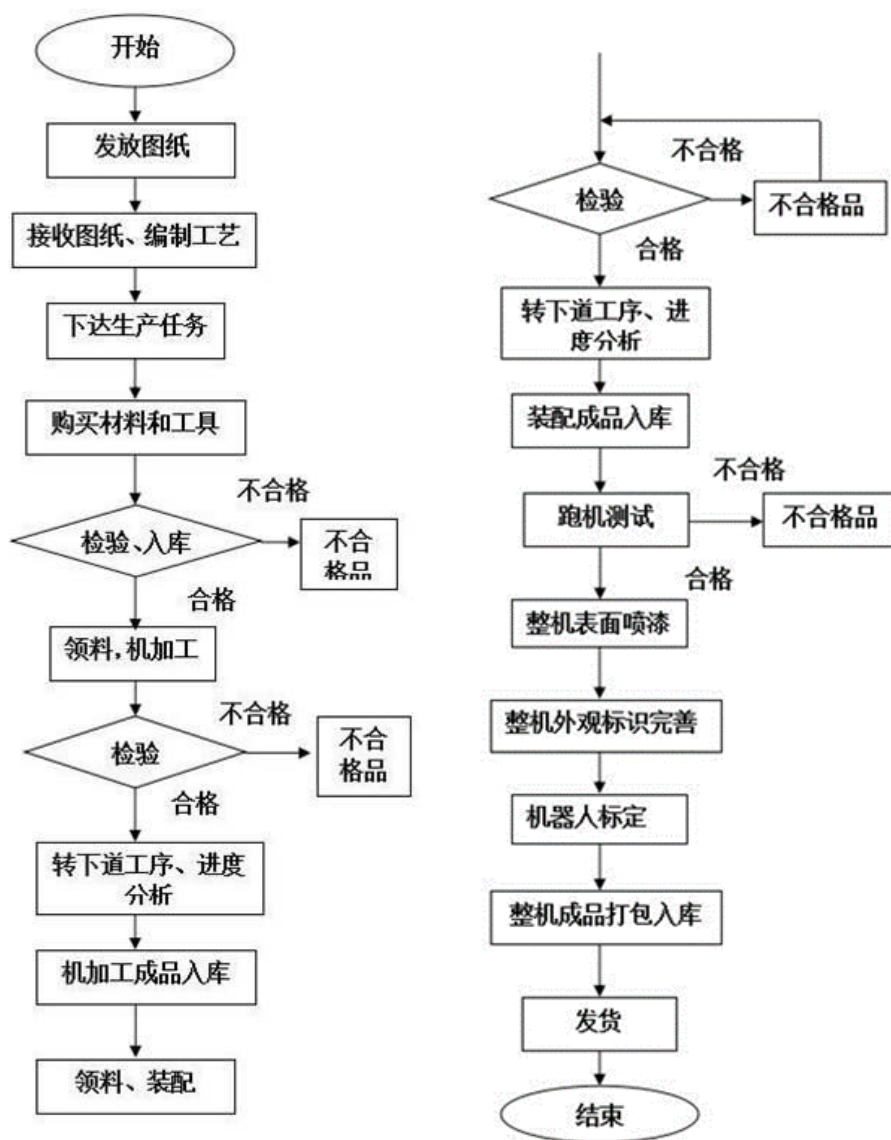 开始
发放图纸
接收图纸、编制工艺
下达生产任务
购买材料和工具
不合格
检验、入库
不合
格品
合格
领料,机加工
不合格
检验
不合
格品
合格
转下道工序、进度
分析
机加工成品入库
领料、装配
不合格
检验
不合格品
合格
转下道工序、进
度分析
装配成品入库
不合格
跑机测试
不合格品
合格
整机表面喷漆
整机外观标识完善
机器人标定
整机成品打包入库
发货
结束